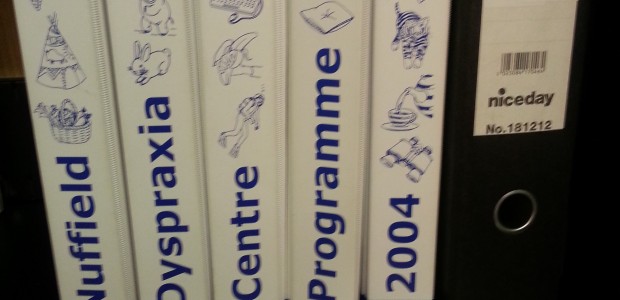 Nuffield
Dyspraxia
Centre
Programme
2004
niceday
No.181212